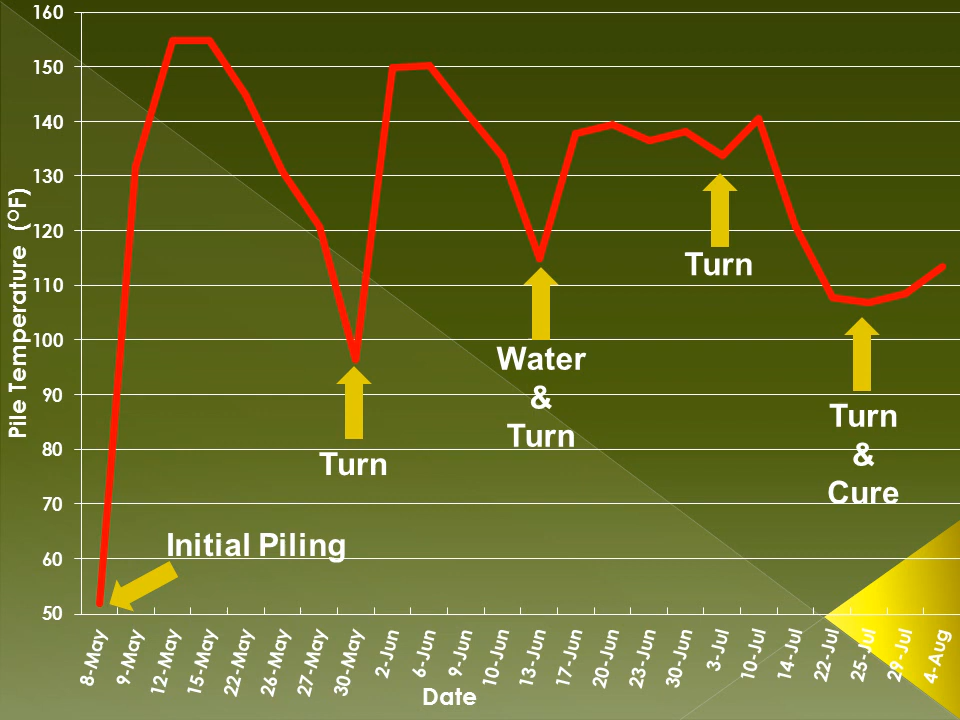 160
150
140
130
120
110
100
90
80
70
60
50
Pile Temperature (°F)
Turn
Water
&
Turn
Turn
Turn
&
Cure
Initial Piling
8-May
9-May
12-May
15-May
22-May
26-May
27-May
30-May
2-Jun
6-Jun
9-Jun
10-Jun
13-Jun
17-Jun
20-Jun
23-Jun
30-Jun
3-Jul
10-Jul
14-Jul
22-Jul
25-Jul
29-Jul
4-Aug
Date